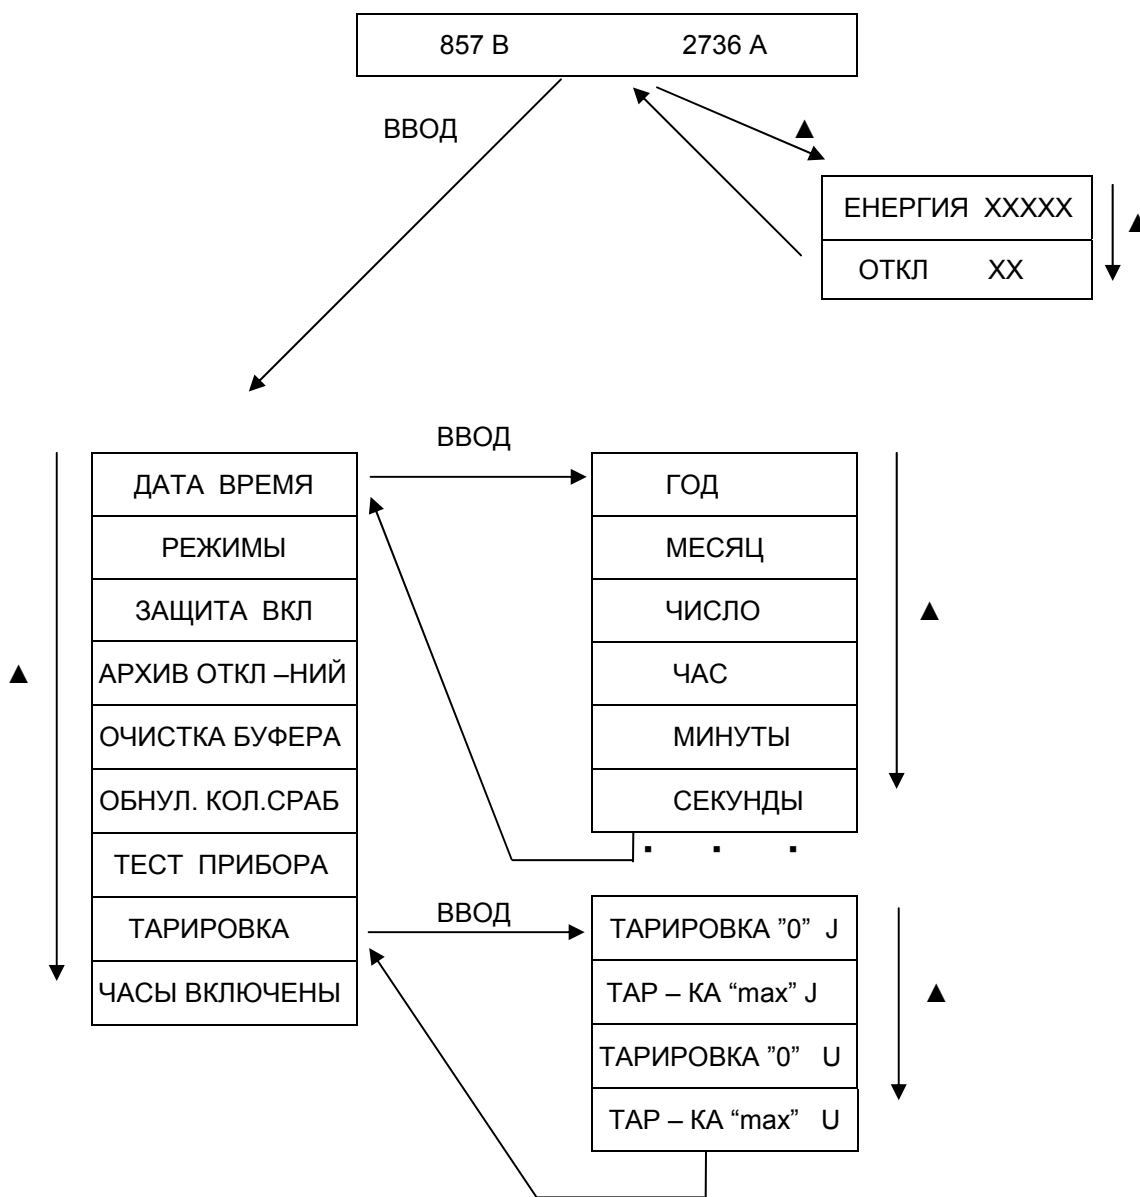 857 В 2736 А
ВВОД
▲
ЕНЕРГИЯ ХХХХХ
▲
ОТКЛ ХХ
ВВОД
ДАТА ВРЕМЯ
РЕЖИМЫ
ЗАЩИТА ВКЛ
АРХИВ ОТКЛ –НИЙ
ОЧИСТКА БУФЕРА
ОБНУЛ. КОЛ.СРАБ
ТЕСТ ПРИБОРА
ТАРИРОВКА
ЧАСЫ ВКЛЮЧЕНЫ
▲
ГОД
МЕСЯЦ
ЧИСЛО
ЧАС
МИНУТЫ
СЕКУНДЫ
▲
. . .
ВВОД
ТАРИРОВКА ”0” J
ТАР – КА “max” J
ТАРИРОВКА ”0” U
ТАР – КА “max” U
▲